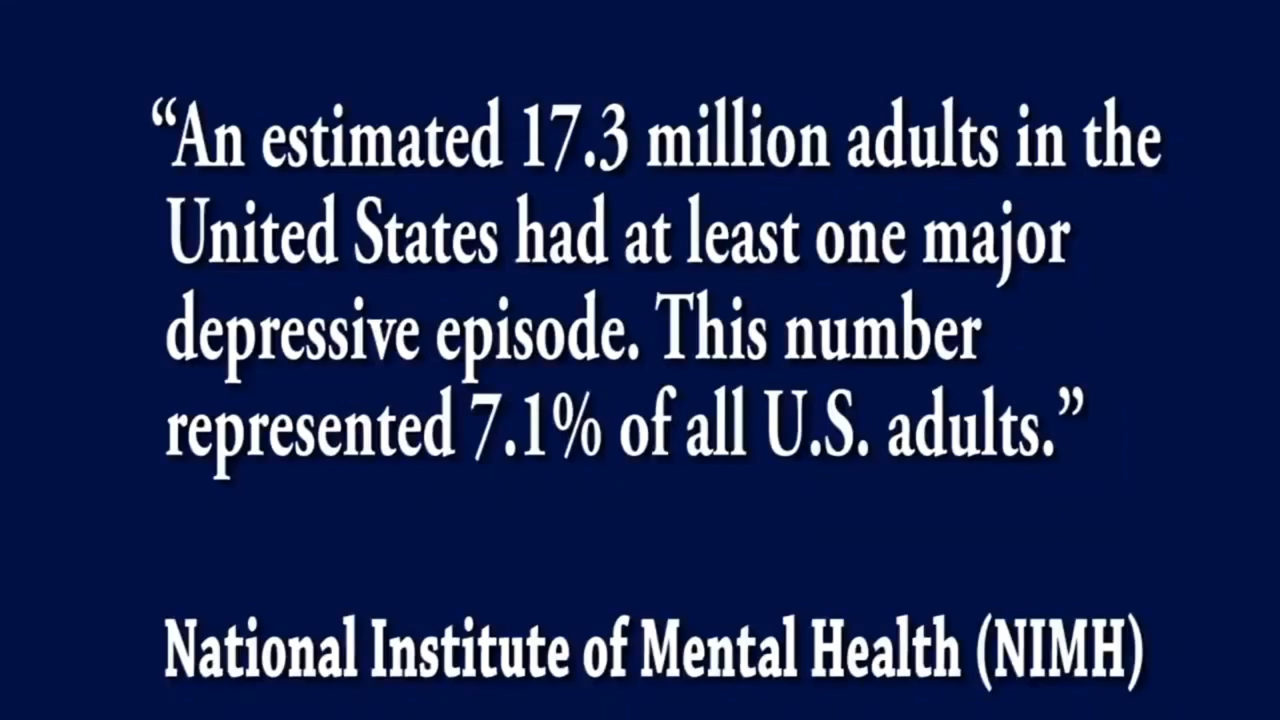 “An estimated 17.3 million adults in the
United States had at least one major
depressive episode. This number
represented 7.1% of all U.S. adults.”
National Institute of Mental Health (NIMH)